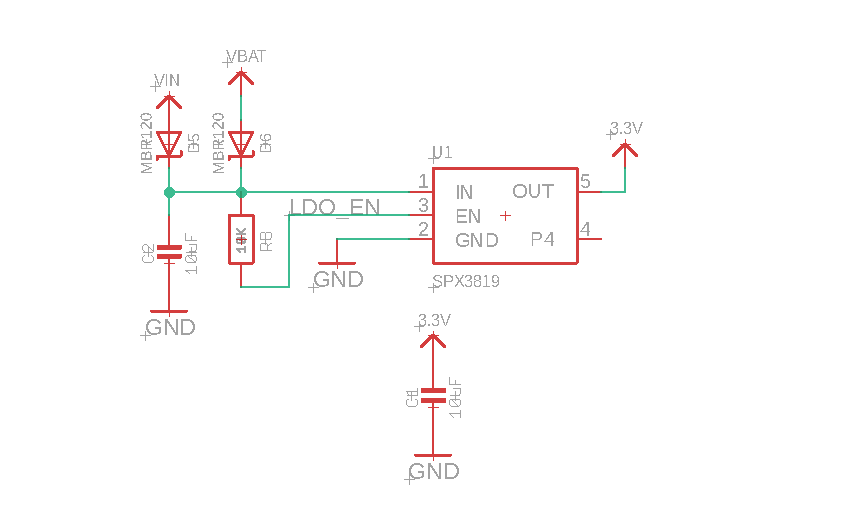 VBAT
VIN
MBR120
D5
MBR120
D6
3.3V
U1
1
IN
OUT
5
LDO_EN
3
EN
2
GND
P4
4
10K
R8
C2
10uF
GND
SPX3819
GND
3.3V
C1
10uF
GND